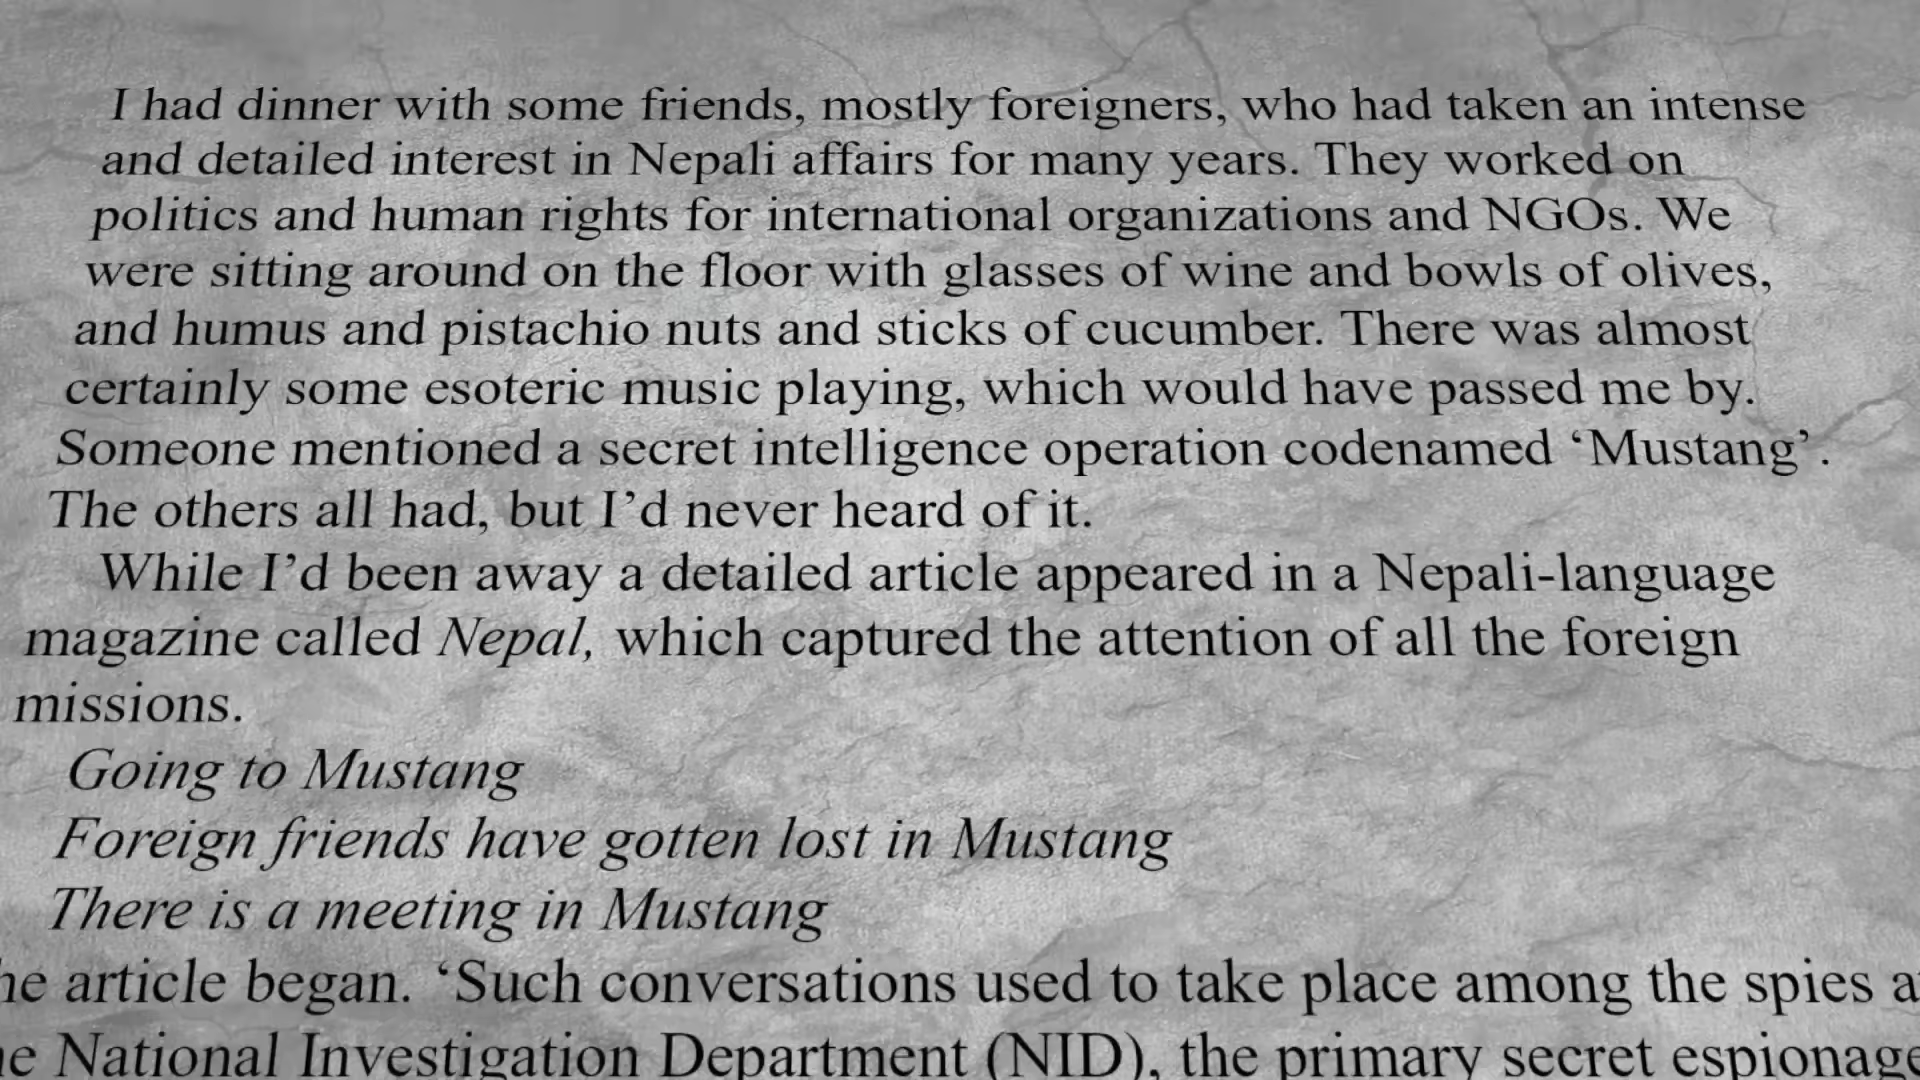 I had dinner with some friends, mostly foreigners, who had taken an intense
and detailed interest in Nepali affairs for many years. They worked on
politics and human rights for international organizations and NGOs. We
were sitting around on the floor with glasses of wine and bowls of olives,
and humus and pistachio nuts and sticks of cucumber. There was almost
certainly some esoteric music playing, which would have passed me by.
Someone mentioned a secret intelligence operation codenamed ‘Mustang’.
The others all had, but I’d never heard of it.
While I’d been away a detailed article appeared in a Nepali-language
magazine called Nepal, which captured the attention of all the foreign
missions.
Going to Mustang
Foreign friends have gotten lost in Mustang
There is a meeting in Mustang
article began. ‘Such conversations used to take place among the spies
National Investigation Department (NID), the primary secret espionage